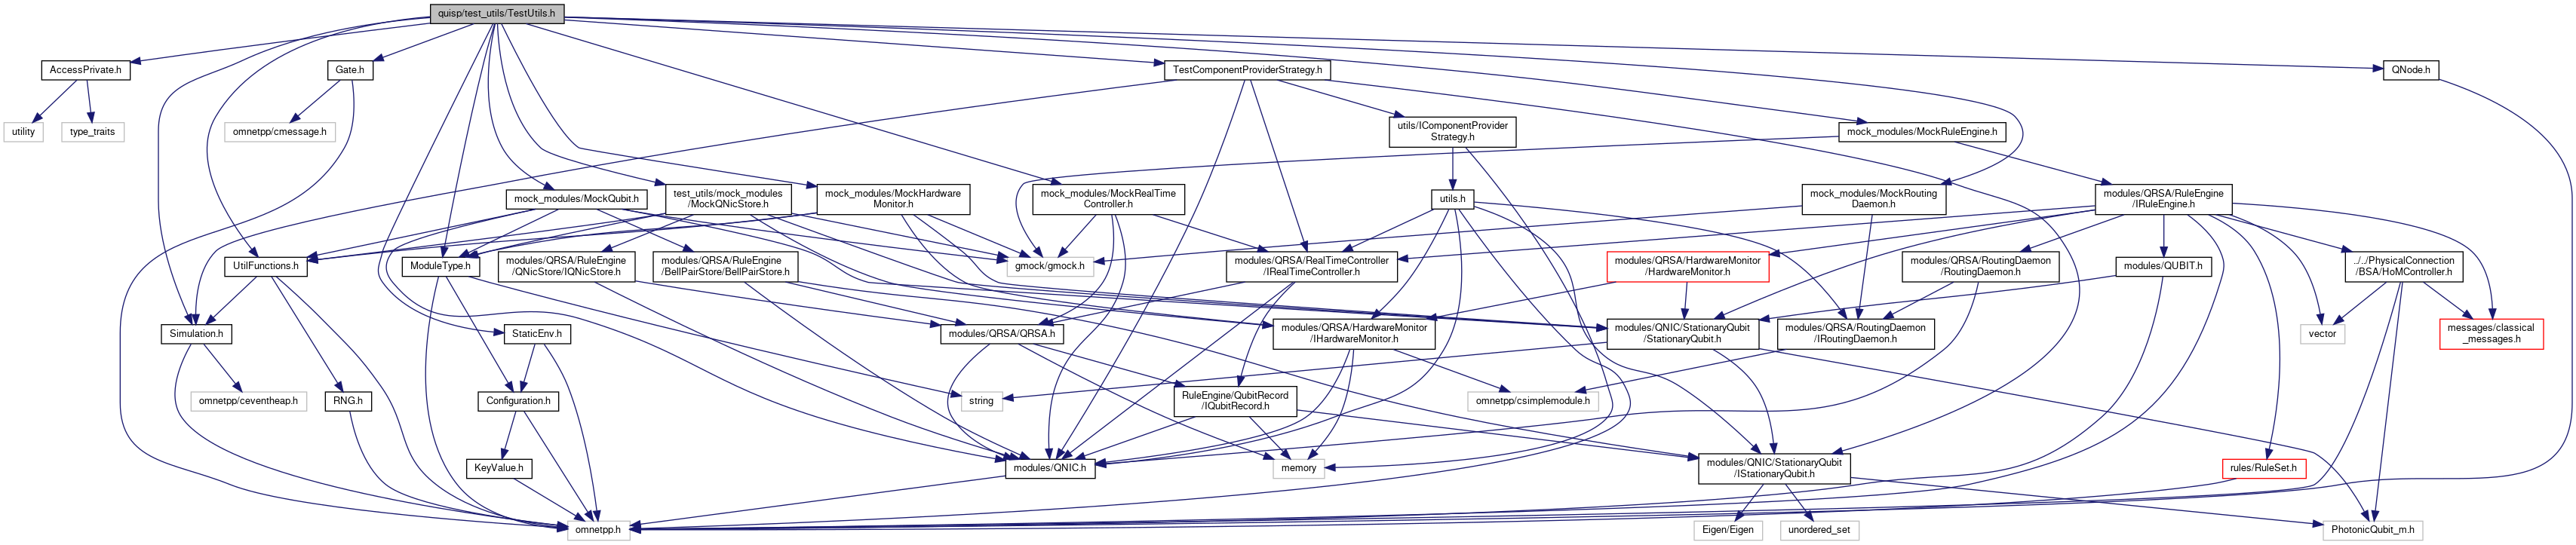 quisp/test_utils/TestUtils.h
AccessPrivate.h
Gate.h
TestComponentProviderStrategy.h
QNode.h
utility
type_traits
omnetpp/cmessage.h
utils/IComponentProvider
Strategy.h
mock_modules/MockRuleEngine.h
mock_modules/MockQubit.h
test_utils/mock_modules
/MockQNicStore.h
mock_modules/MockHardware
Monitor.h
mock_modules/MockRealTime
Controller.h
utils.h
mock_modules/MockRouting
Daemon.h
modules/QRSA/RuleEngine
/IRuleEngine.h
UtilFunctions.h
ModuleType.h
modules/QRSA/RuleEngine
/QNicStore/IQNicStore.h
modules/QRSA/RuleEngine
/BellPairStore/BellPairStore.h
gmock/gmock.h
modules/QRSA/RealTimeController
/IRealTimeController.h
modules/QRSA/HardwareMonitor
/HardwareMonitor.h
modules/QRSA/RoutingDaemon
/RoutingDaemon.h
modules/QUBIT.h
../../PhysicalConnection
/BSA/HoMController.h
Simulation.h
StaticEnv.h
modules/QRSA/QRSA.h
modules/QRSA/HardwareMonitor
/IHardwareMonitor.h
modules/QNIC/StationaryQubit
/StationaryQubit.h
modules/QRSA/RoutingDaemon
/IRoutingDaemon.h
vector
messages/classical
_messages.h
omnetpp/ceventheap.h
RNG.h
Configuration.h
string
RuleEngine/QubitRecord
/IQubitRecord.h
omnetpp/csimplemodule.h
KeyValue.h
modules/QNIC.h
memory
modules/QNIC/StationaryQubit
/IStationaryQubit.h
rules/RuleSet.h
omnetpp.h
Eigen/Eigen
unordered_set
PhotonicQubit_m.h